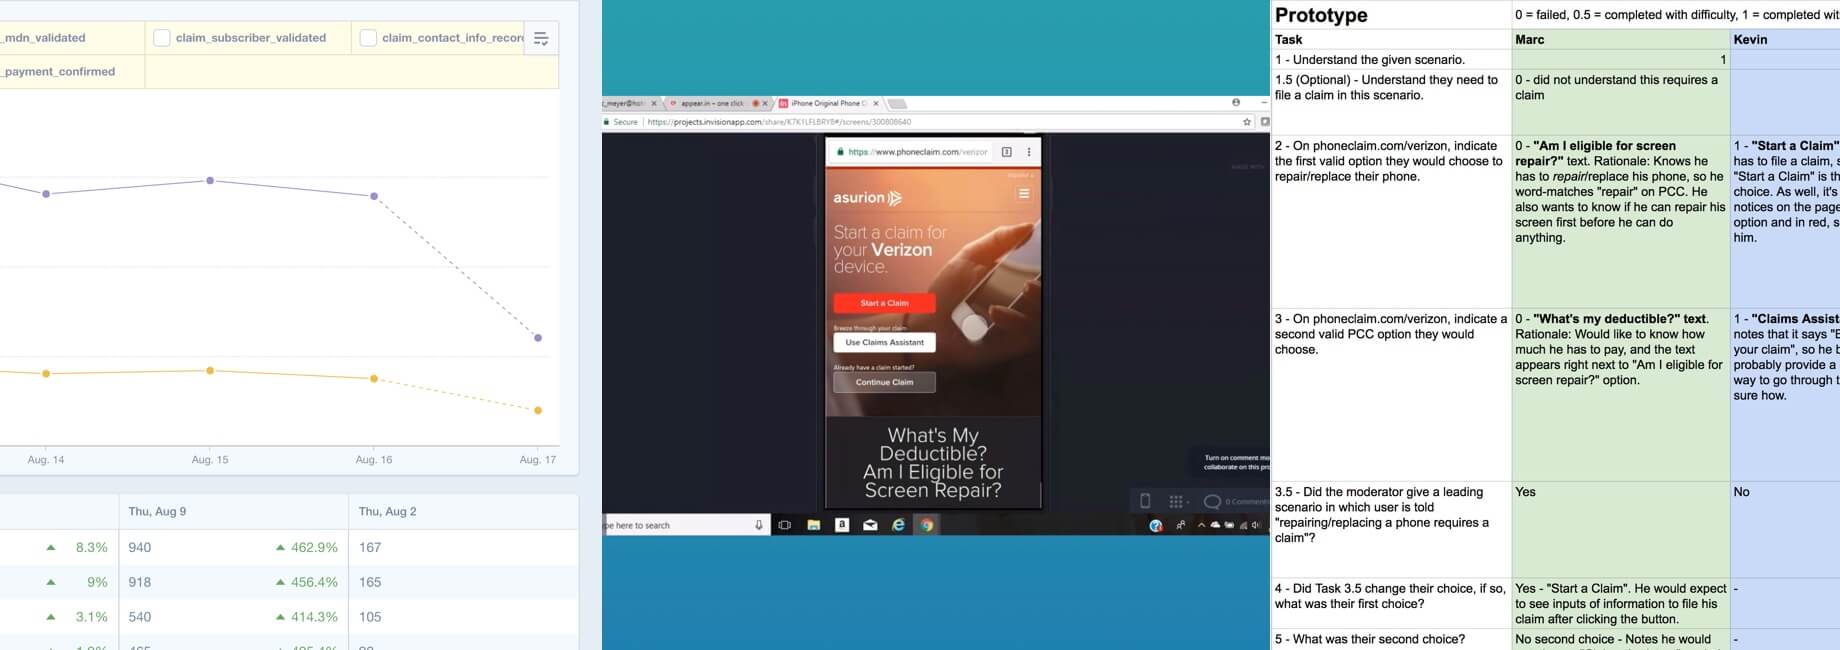 _mdn_validated
claim_subscriber_validated
claim_contact_info_recor
_payment_confirmed
Aug. 14
Aug. 15
Aug. 16
Aug. 17
Thu, Aug 9
Thu, Aug 2
8.3%
940
462.9%
167
9%
918
456.4%
165
3.1%
540
414.3%
105
appear.in – one click
iPhone Original Phone C
Secure
https://projects.invisionapp.com/share/K7K1LFLBRYB#/screens/300808640
https://www.phoneclaim.com/verizon
asurion
Start a claim for
your Verizon
device.
Start a Claim
Breeze through your claim
Use Claims Assistant
Already have a claim started?
Continue Claim
What's My
Deductible?
Am I Eligible for
Screen Repair?
Turn on comment mo
collaborate on this pro
0 Comment
pe here to search
Prototype
0 = failed, 0.5 = completed with difficulty, 1 = completed wit
Task
Marc
Kevin
1 - Understand the given scenario.
1
1.5 (Optional) - Understand they need to
file a claim in this scenario.
0 - did not understand this requires a
claim
2 - On phoneclaim.com/verizon, indicate
the first valid option they would choose to
repair/replace their phone.
0 - "Am I eligible for screen
repair?" text. Rationale: Knows he
has to repair/replace his phone, so he
word-matches "repair" on PCC. He
also wants to know if he can repair his
screen first before he can do
anything.
1 - "Start a Claim"
has to file a claim, s
"Start a Claim" is th
choice. As well, it's
notices on the page
option and in red, s
him.
3 - On phoneclaim.com/verizon, indicate a
second valid PCC option they would
choose.
0 - "What's my deductible?" text.
Rationale: Would like to know how
much he has to pay, and the text
appears right next to "Am I eligible for
screen repair?" option.
1 - "Claims Assist
notes that it says "B
your claim", so he b
probably provide a
way to go through t
sure how.
3.5 - Did the moderator give a leading
scenario in which user is told
"repairing/replacing a phone requires a
claim"?
Yes
No
4 - Did Task 3.5 change their choice, if so,
what was their first choice?
Yes - "Start a Claim". He would expect
to see inputs of information to file his
claim after clicking the button.
-
5 - What was their second choice?
No second choice - Notes he would
-